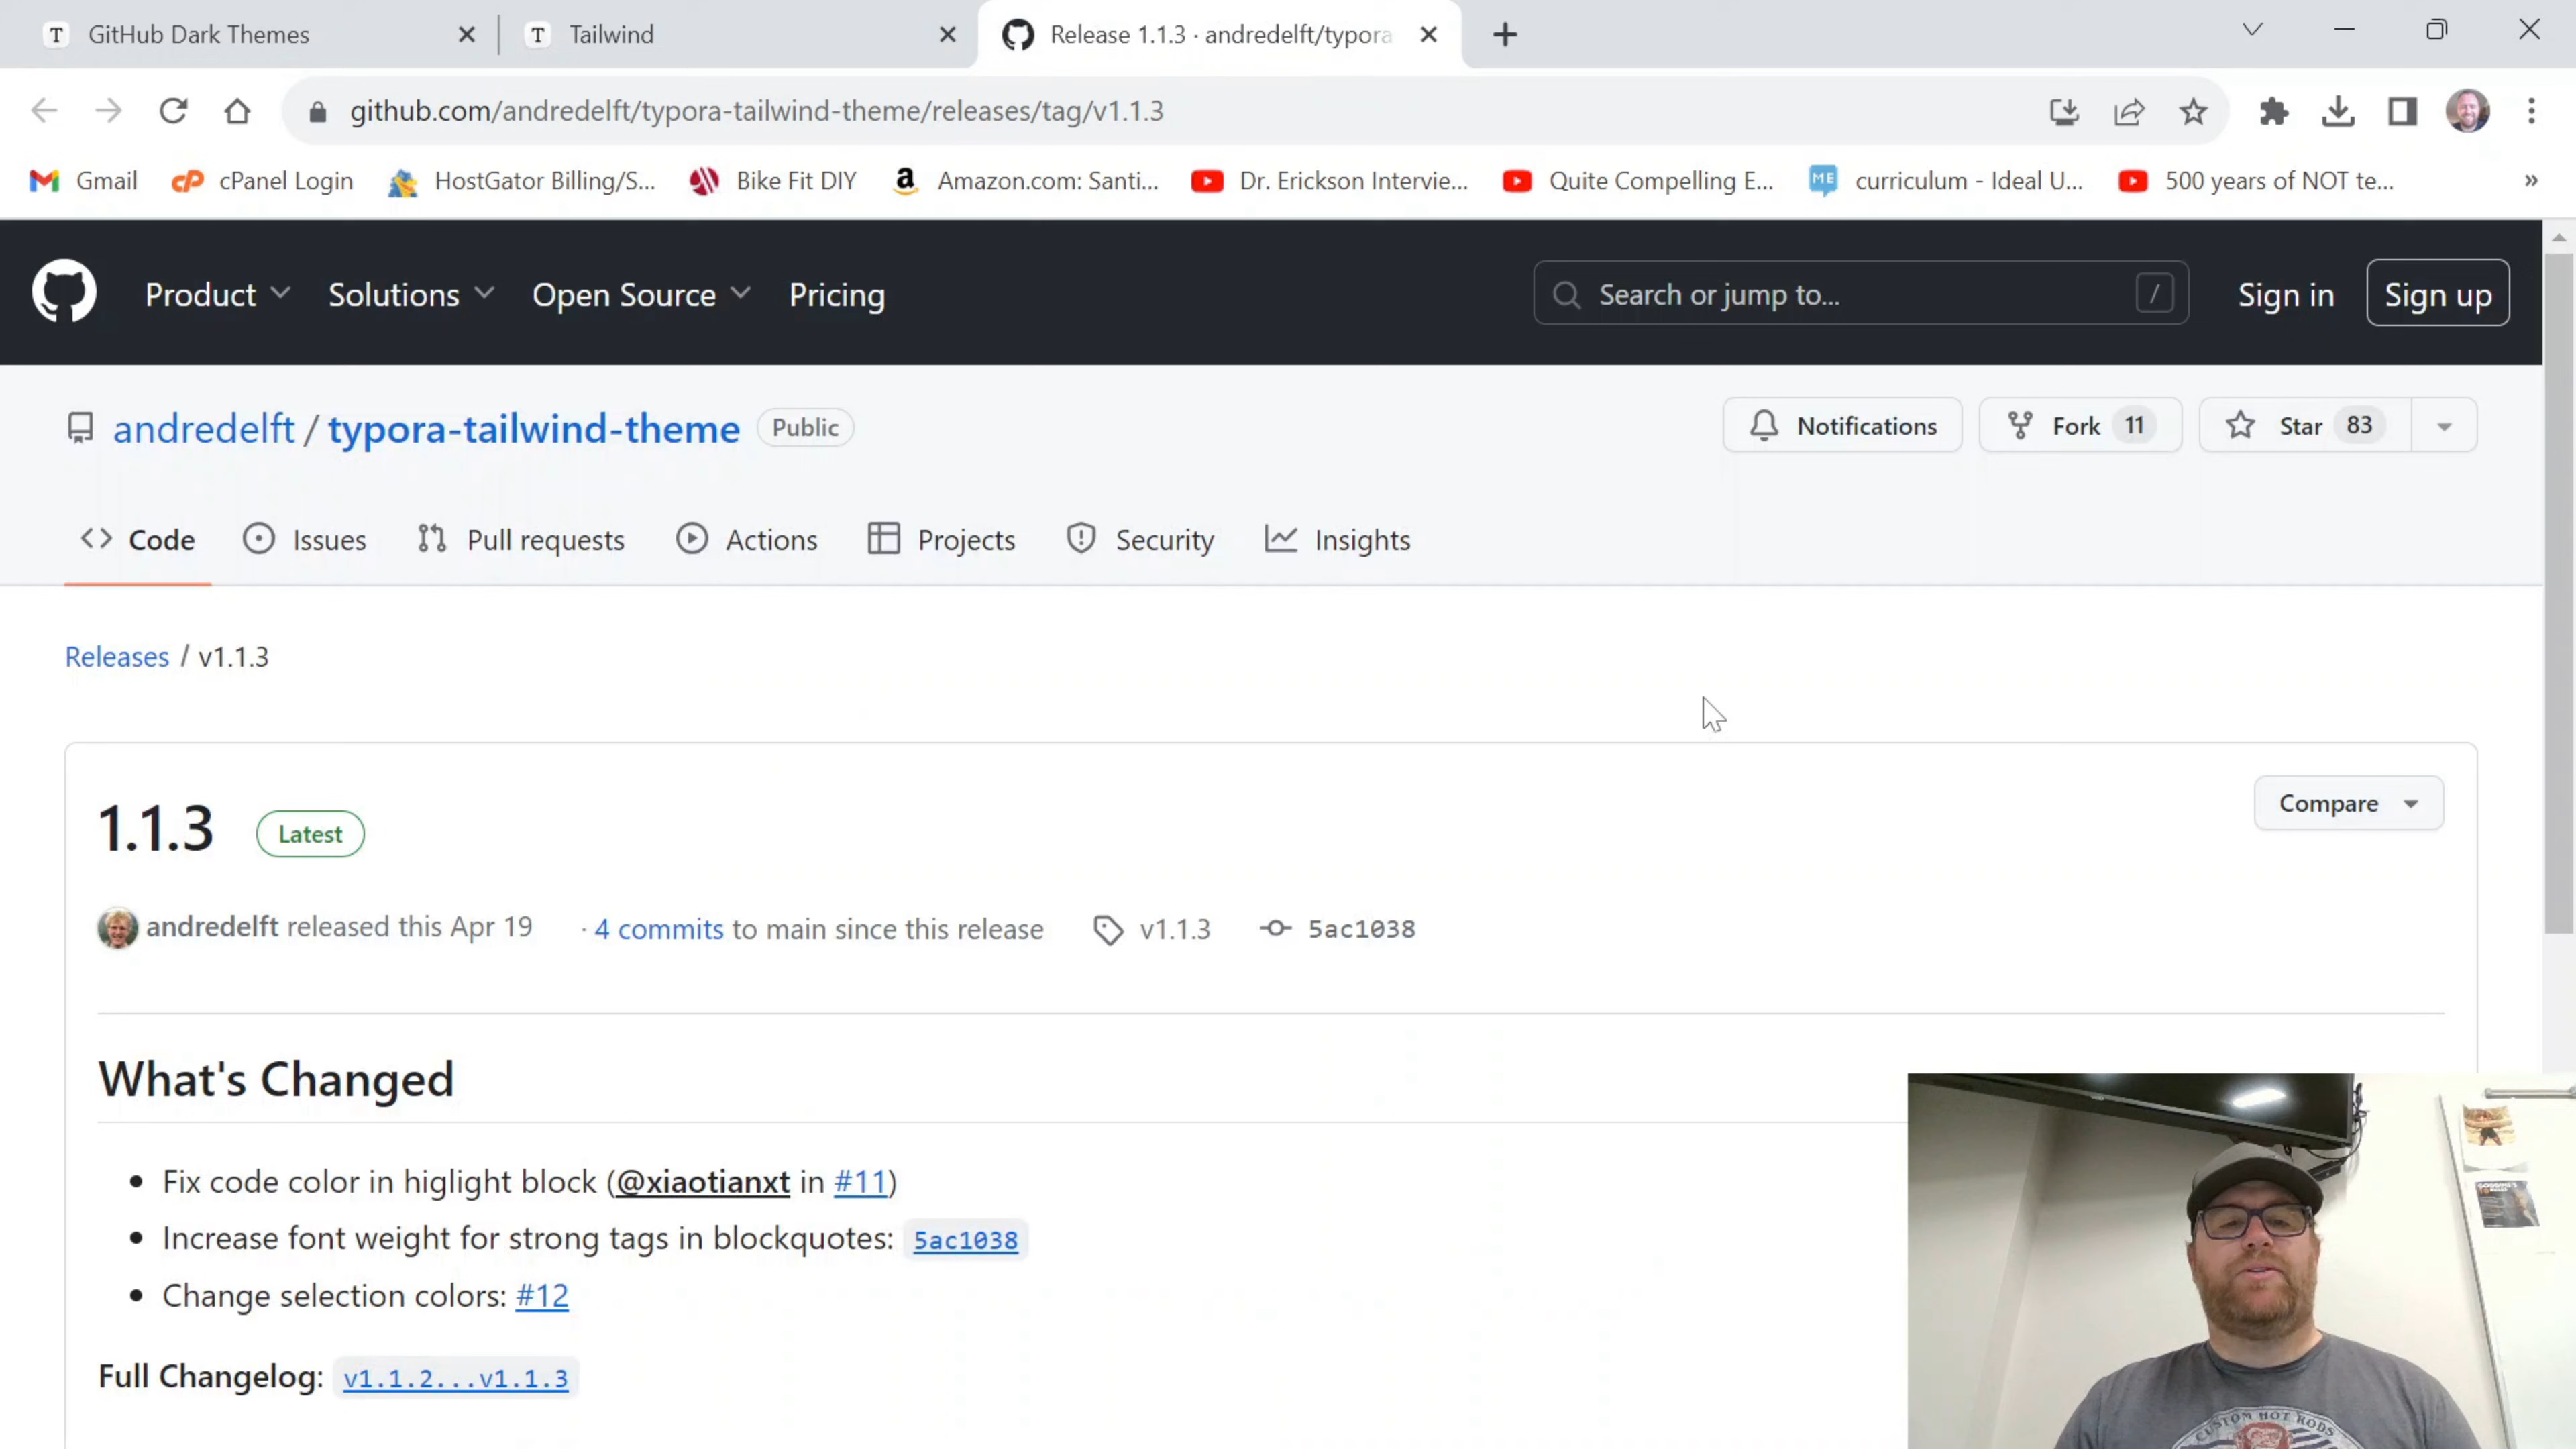 GitHub Dark Themes
Tailwind
Release 1.1.3 · andredelft/typora
github.com/andredelft/typora-tailwind-theme/releases/tag/v1.1.3
Gmail
cPanel Login
HostGator Billing/S...
Bike Fit DIY
Amazon.com: Santi...
Dr. Erickson Intervie...
Quite Compelling E...
ME
curriculum - Ideal U...
500 years of NOT te...
»
Product
Solutions
Open Source
Pricing
Search or jump to...
/
Sign in
Sign up
andredelft / typora-tailwind-theme
Public
Notifications
Fork 11
Star 83
Code
Issues
Pull requests
Actions
Projects
Security
Insights
Releases / v1.1.3
1.1.3
Latest
Compare
andredelft released this Apr 19
· 4 commits to main since this release
v1.1.3
5ac1038
What's Changed
• Fix code color in higlight block (@xiaotianxt in #11)
• Increase font weight for strong tags in blockquotes: 5ac1038
• Change selection colors: #12
Full Changelog: v1.1.2...v1.1.3
CUSTOM HOT RODS